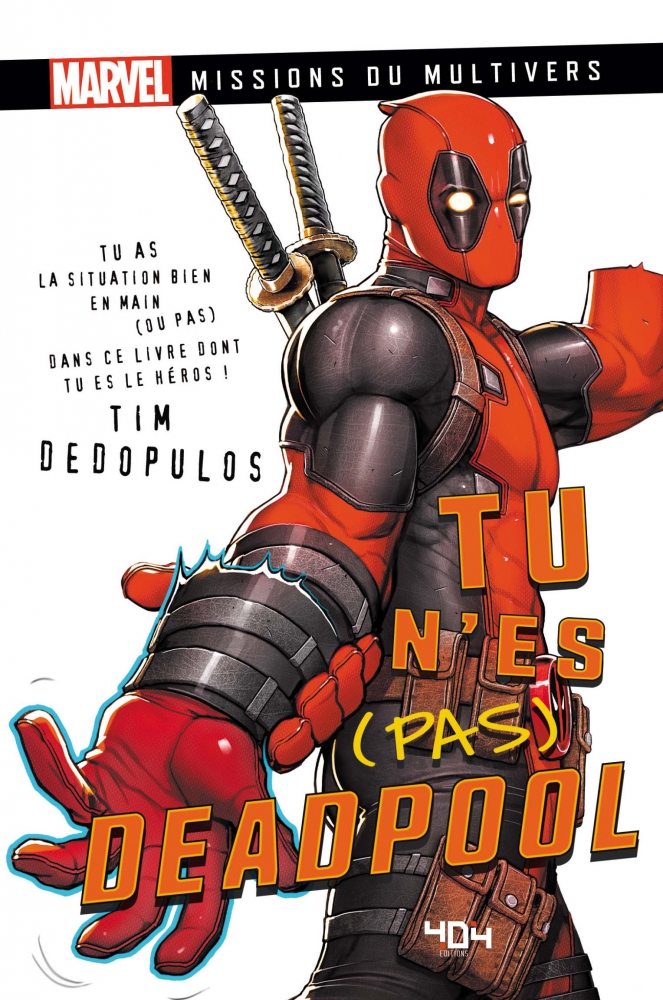 MARVEL MISSIONS DU MULTIVERS
TU AS
LA SITUATION BIEN
EN MAIN
(OU PAS)
DANS CE LIVRE DONT
TU ES LE HÉROS !
TIM
DEDOPULOS
TU
N'ES
(PAS)
DEADPOOL
404
EDITIONS